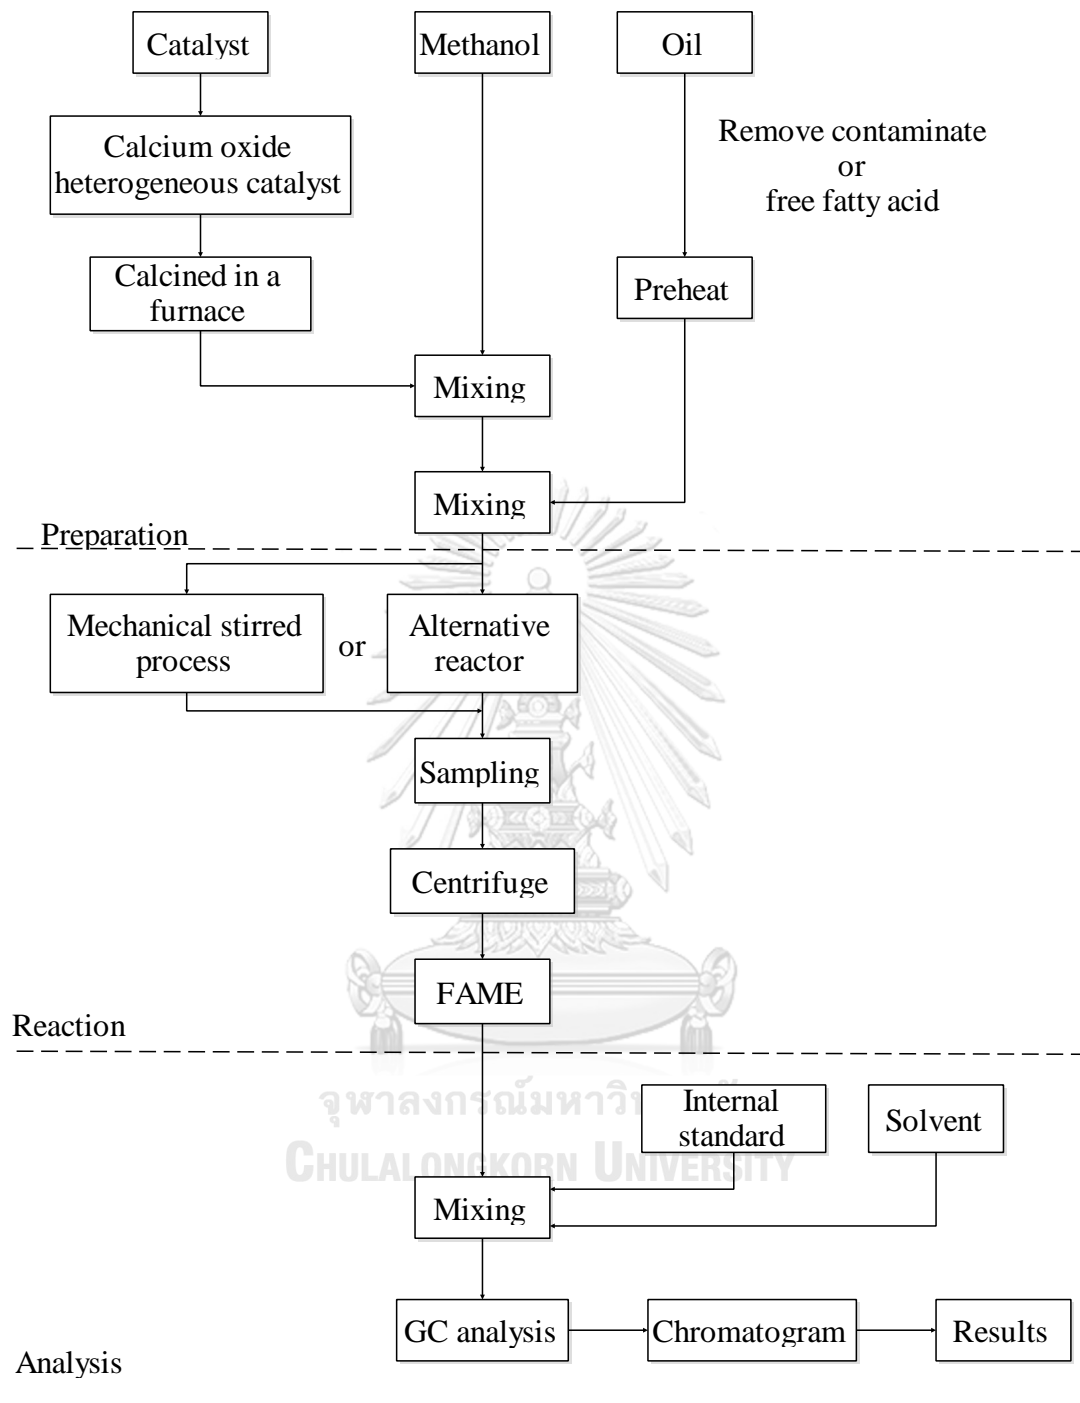 Catalyst
Methanol
Oil
Calcium oxide
heterogeneous catalyst
Remove contaminate
or
free fatty acid
Calcined in a
furnace
Preheat
Mixing
Mixing
Preparation
Mechanical stirred
process
or
Alternative
reactor
Sampling
Centrifuge
FAME
Reaction
จุฬาลงกรณ์มหาวิ
Internal
standard
Solvent
CHULALONGKORN UNIVERSITY
Mixing
GC analysis
Chromatogram
Results
Analysis